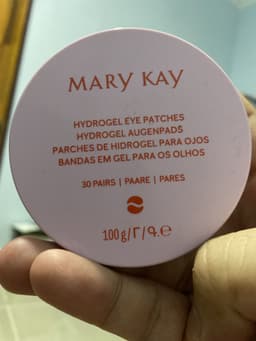 MARY KAY
HYDROGEL EYE PATCHES
HYDROGEL AUGENPADS
PARCHES DE HIDROGEL PARA OJOS
BANDAS EM GEL PARA OS OLHOS
30 PAIRS | PAARE | PARES
100 g/Г/գ.℮